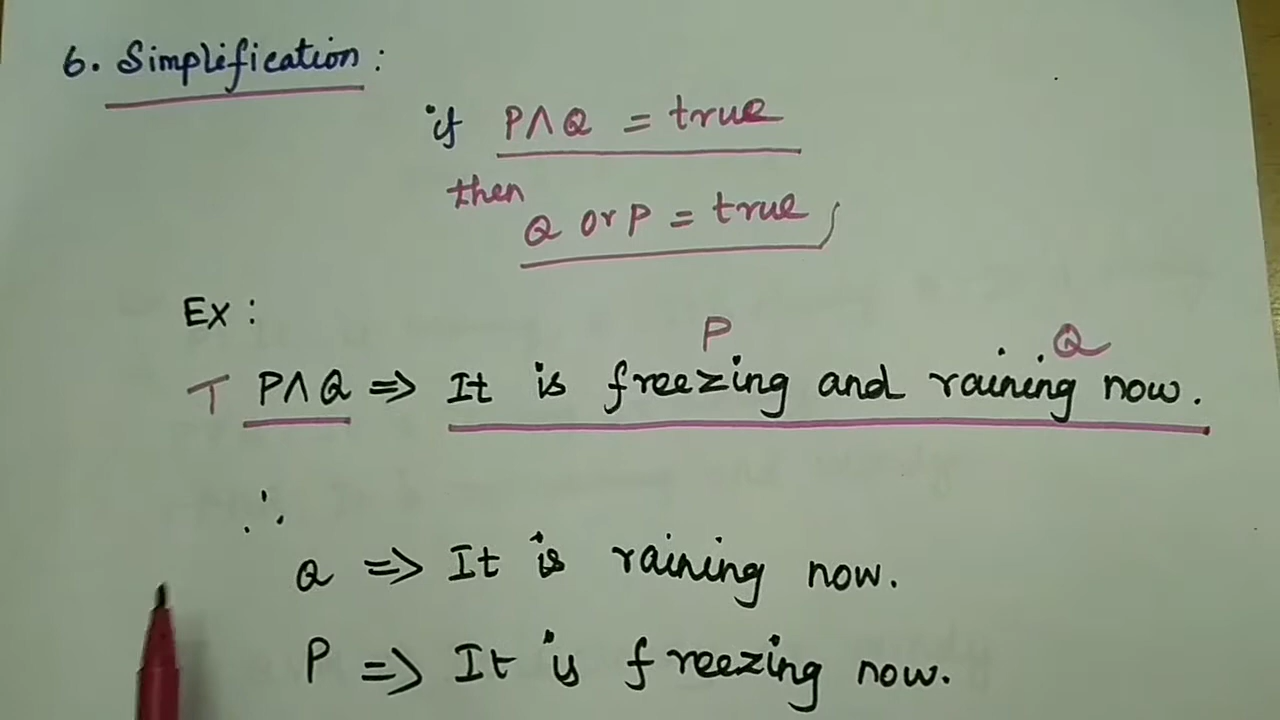 6. Simplification :
if P∧Q = true
then
Q or P = true
Ex :
P Q
T P∧Q => It is freezing and raining now.
∴
Q => It is raining now.
P => It is freezing now.